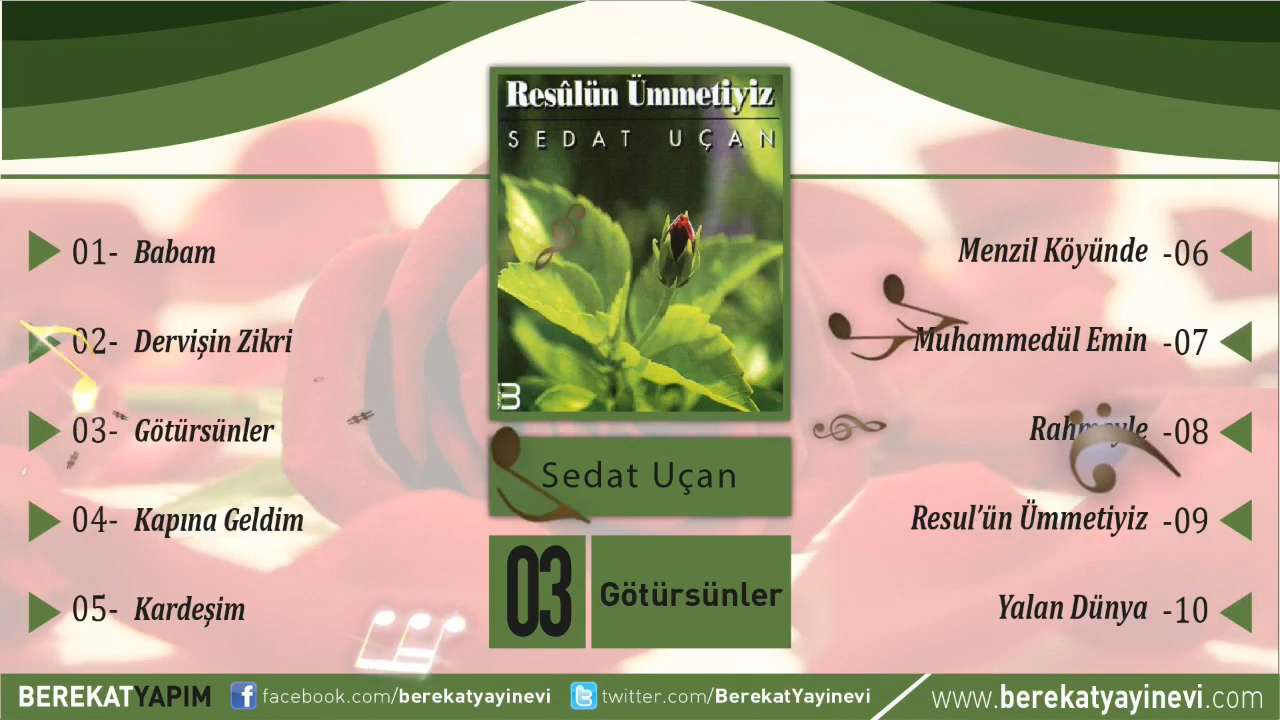 Resûlün Ümmetiyiz
SEDAT UÇAN
01- Babam
02- Dervişin Zikri
03- Götürsünler
04- Kapına Geldim
05- Kardeşim
Menzil Köyünde -06
Muhammedül Emin -07
-08
Resul'ün Ümmetiyiz -09
Yalan Dünya -10
Sedat Uçan
03 Götürsünler
BEREKATYAPIM facebook.com/berekatyayinevi twitter.com/BerekatYayinevi www.berekatyayinevi.com